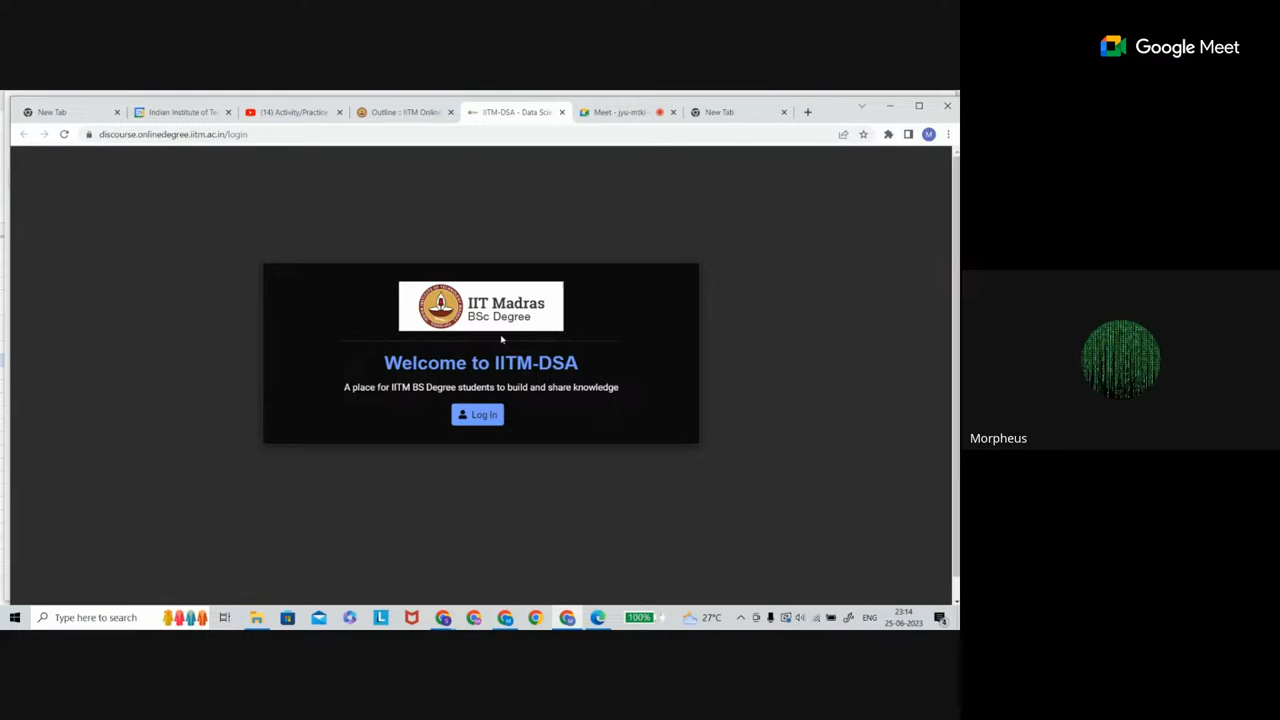 Google Meet
New Tab
Indian Institute of Te
(14) Activity/Practice
Outline :: IITM Online
IITM-DSA - Data Scie
Meet - jyu-mtki-
New Tab
discourse.onlinedegree.iitm.ac.in/login
M
IIT Madras
BSc Degree
Welcome to IITM-DSA
A place for IITM BS Degree students to build and share knowledge
Log In
Morpheus
Type here to search
L
100%
27°C
ENG
23:14
25-06-2023
4